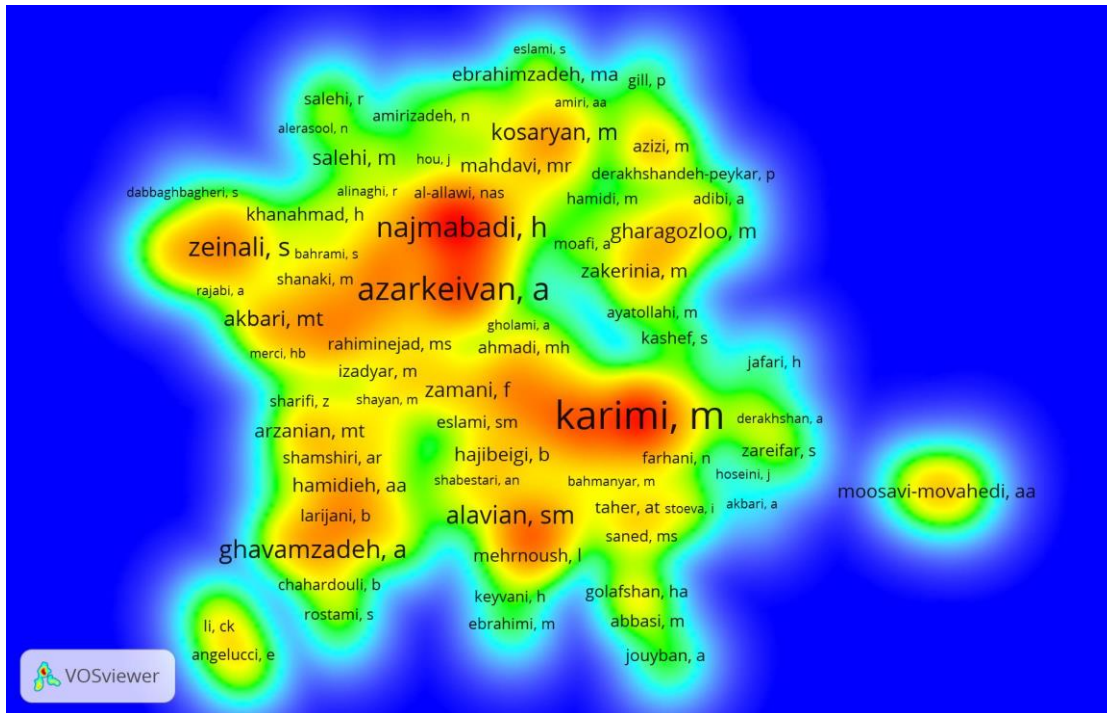 eslami, s
ebrahimzadeh, ma
gill, p
salehi, r
amiri, aa
amirizadeh, n
alerasool, n
kosaryan, m
azizi, m
salehi, m
hou, j
mahdavi, mr
derakhshandeh-peykar, p
dabbaghbagheri, s
alinaghi, r
al-allawi, nas
hamidi, m
adibi, a
khanahmad, h
najmabadi, h
gharagozloo, m
zeinali, s
bahrami, s
moafi, a
shanaki, m
zakerinia, m
rajabi, a
azarkeivan, a
akbari, mt
ayatollahi, m
gholami, a
kashef, s
merci, hb
rahiminejad, ms
ahmadi, mh
jafari, h
izadyar, m
zamani, f
sharifi, z
shayan, m
karimi, m
derakhshan, a
arzanian, mt
eslami, sm
zareifar, s
shamshiri, ar
hajibeigi, b
farhani, n
hoseini, j
hamidieh, aa
shabestari, an
bahmanyar, m
moosavi-movahedi, aa
larijani, b
alavian, sm
taher, at
stoeva, i
akbari, a
ghavamzadeh, a
mehrnoush, l
saned, ms
chahardouli, b
keyvani, h
golafshan, ha
rostami, s
ebrahimi, m
abbasi, m
li, ck
angelucci, e
jouyban, a
VOSviewer